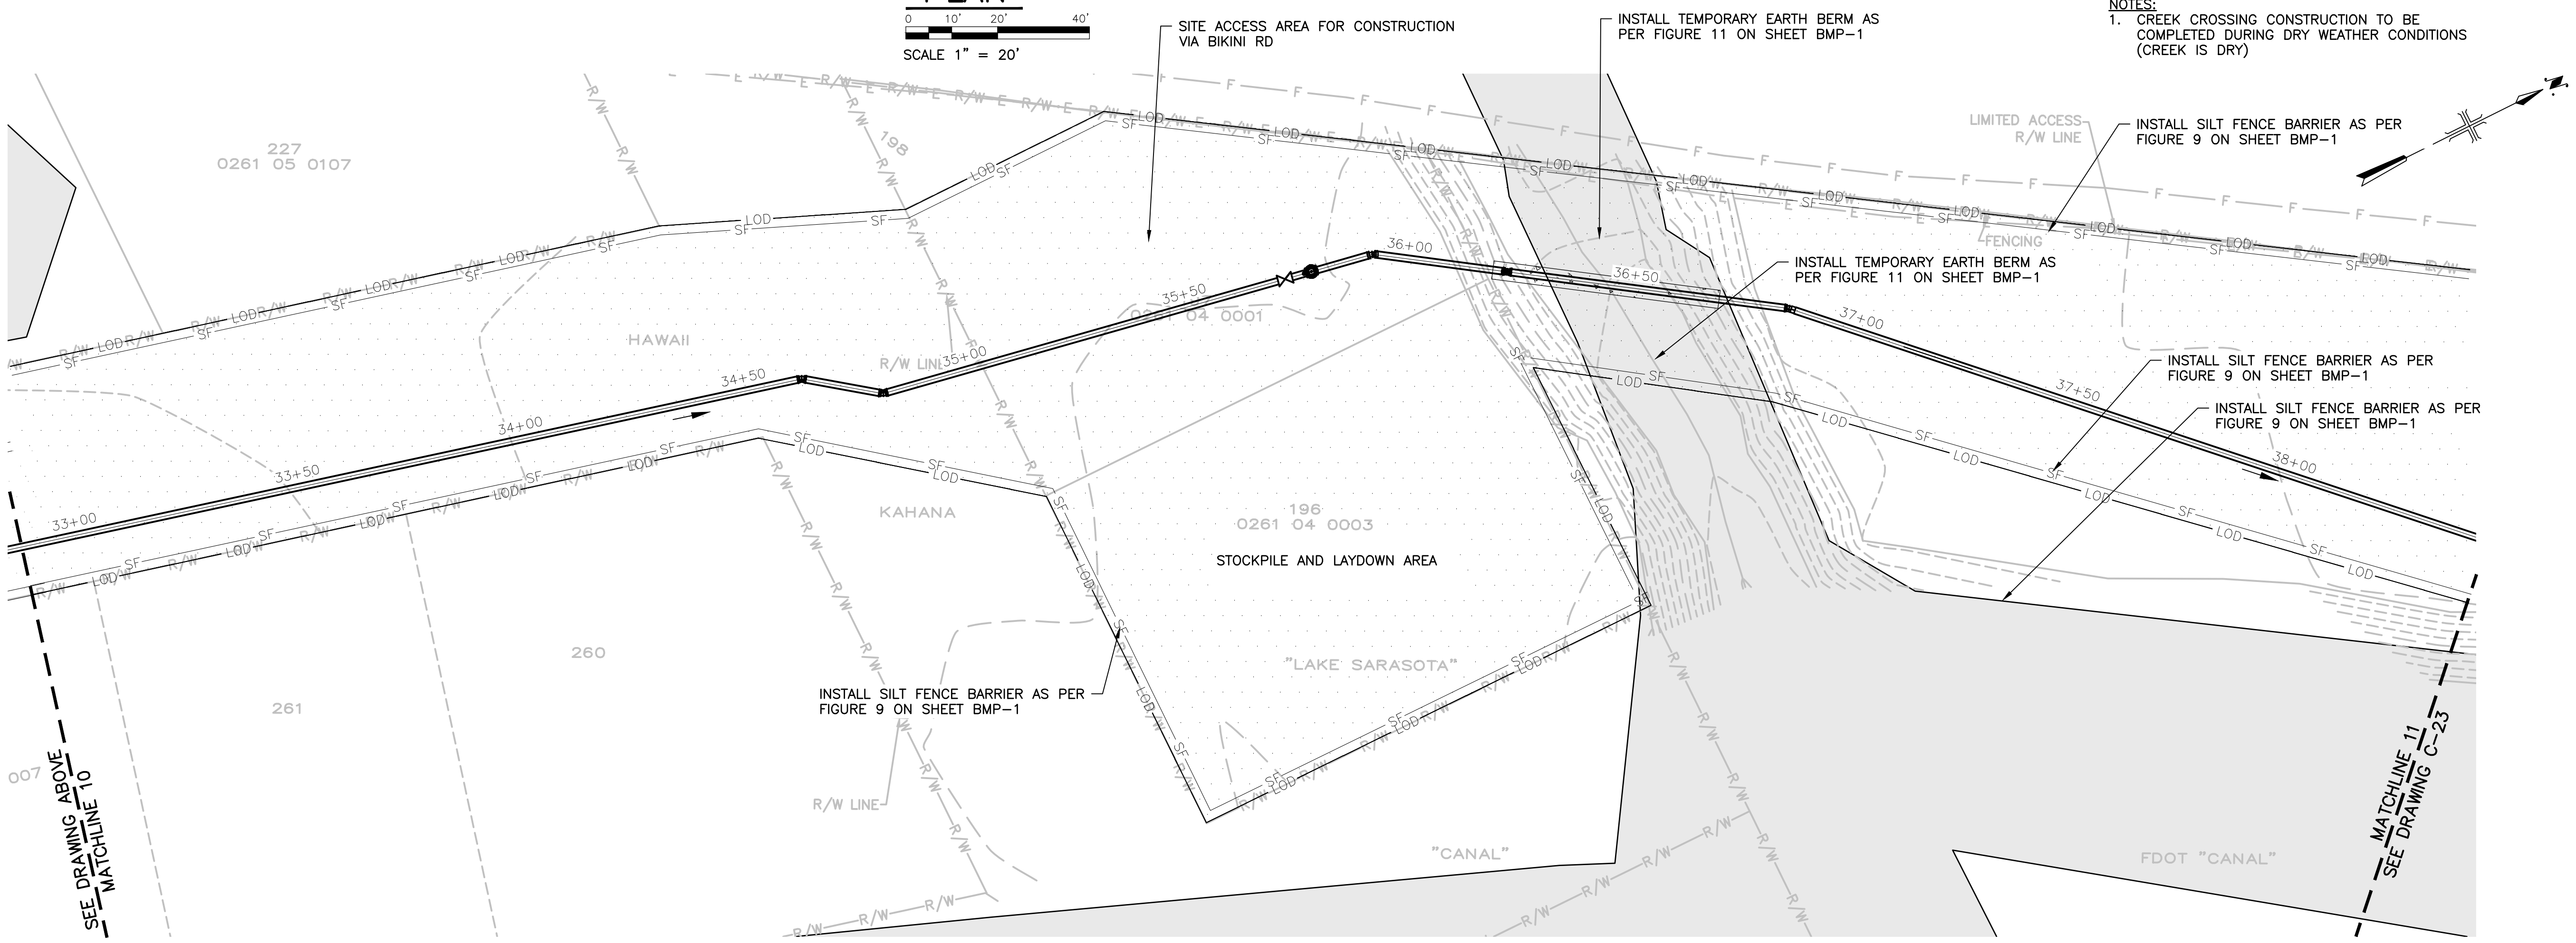 PLAN
0 10' 20' 40'
SCALE 1" = 20'
SITE ACCESS AREA FOR CONSTRUCTION
VIA BIKINI RD
INSTALL TEMPORARY EARTH BERM AS
PER FIGURE 11 ON SHEET BMP-1
NOTES:
1. CREEK CROSSING CONSTRUCTION TO BE
COMPLETED DURING DRY WEATHER CONDITIONS
(CREEK IS DRY)
LIMITED ACCESS
R/W LINE
INSTALL SILT FENCE BARRIER AS PER
FIGURE 9 ON SHEET BMP-1
227
0261 05 0107
198
FENCING
INSTALL TEMPORARY EARTH BERM AS
PER FIGURE 11 ON SHEET BMP-1
HAWAII
R/W LINE
0261 04 0001
33+00
33+50
34+00
34+50
35+00
35+50
36+00
36+50
37+00
37+50
38+00
INSTALL SILT FENCE BARRIER AS PER
FIGURE 9 ON SHEET BMP-1
INSTALL SILT FENCE BARRIER AS PER
FIGURE 9 ON SHEET BMP-1
KAHANA
196
0261 04 0003
STOCKPILE AND LAYDOWN AREA
260
261
007
"LAKE SARASOTA"
INSTALL SILT FENCE BARRIER AS PER
FIGURE 9 ON SHEET BMP-1
R/W LINE
"CANAL"
FDOT "CANAL"
SEE DRAWING ABOVE
MATCHLINE 10
MATCHLINE 11
SEE DRAWING C-23